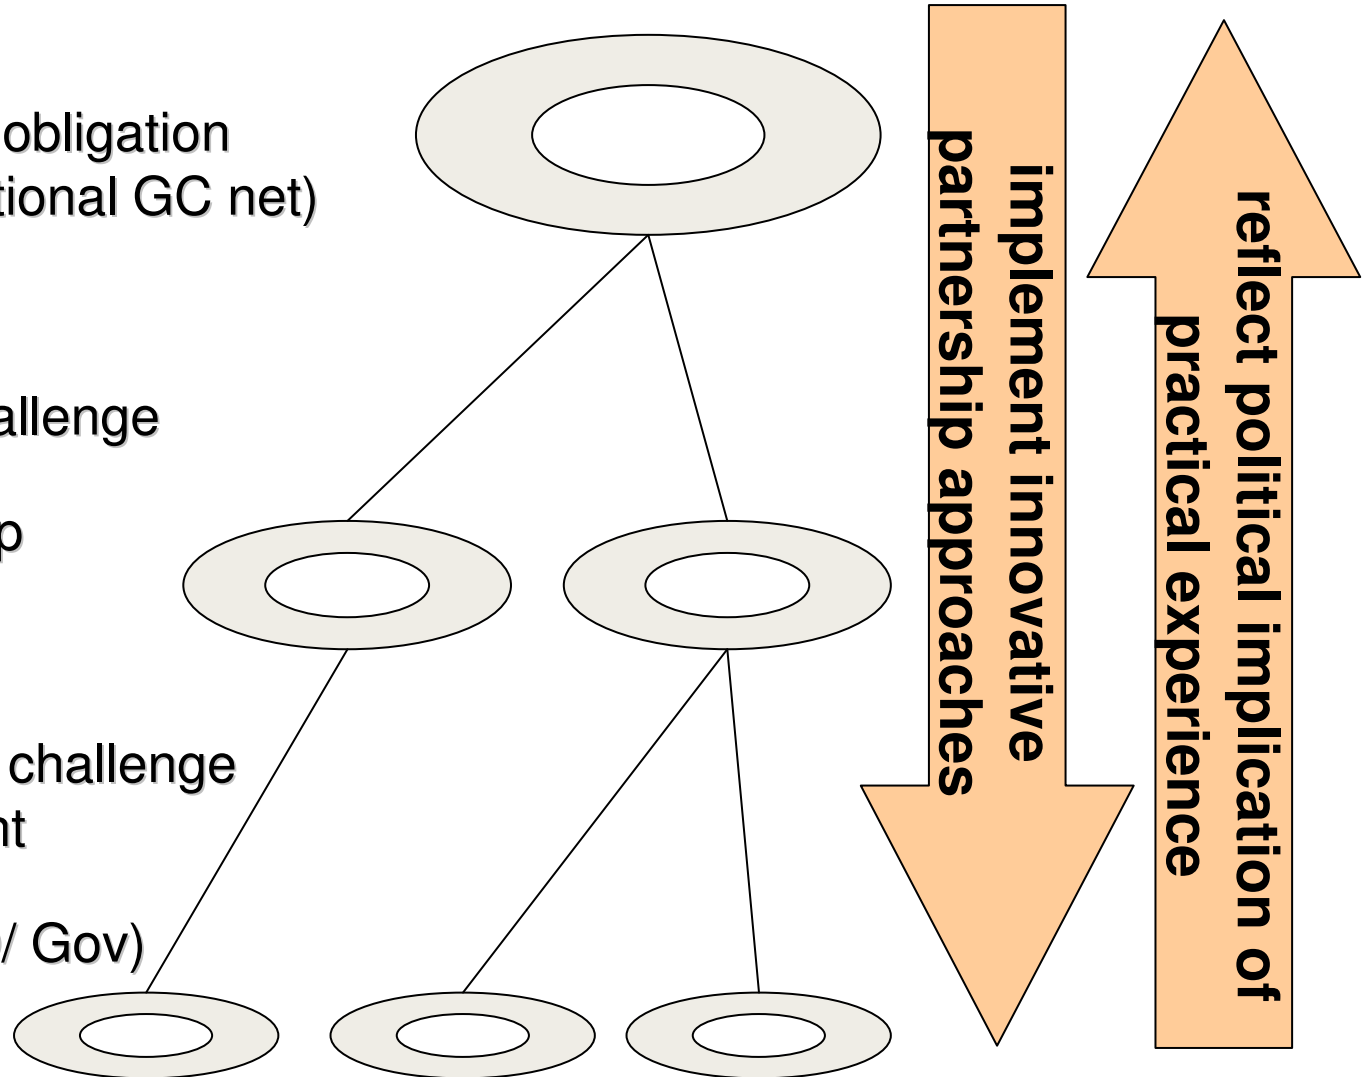 obligation
tional GC net)
allenge
p
challenge
nt
/ Gov)
implement innovative
partnership approaches
reflect political implication of
practical experience